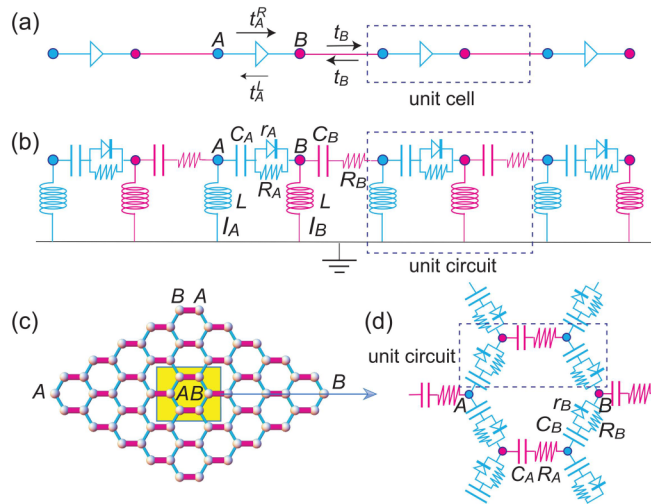 (a)
t_A^R
A
B
t_B
t_A^L
t_B
unit cell
(b)
A
C_A
r_A
B
C_B
R_A
R_B
L
L
I_A
I_B
unit circuit
(c)
B A
A
AB
B
(d)
unit circuit
A
r_B
B
C_B
R_B
C_A R_A